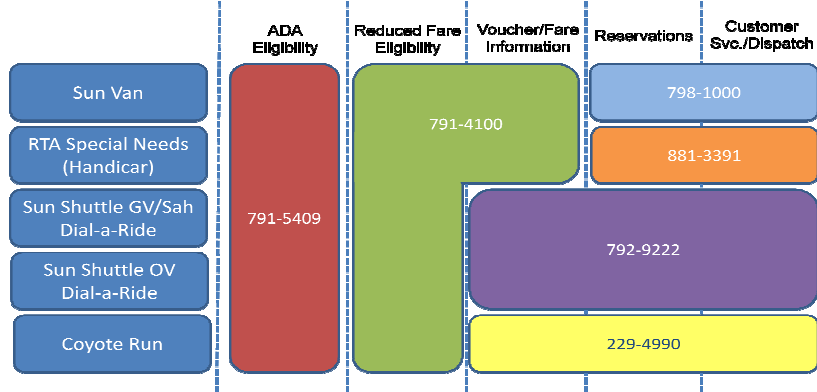 ADA
Eligibility
Reduced Fare
Eligibility
Voucher/Fare
Information
Reservations
Customer
Svc./Dispatch
Sun Van
798-1000
791-4100
RTA Special Needs
(Handicar)
881-3391
Sun Shuttle GV/Sah
Dial-a-Ride
791-5409
792-9222
Sun Shuttle OV
Dial-a-Ride
Coyote Run
229-4990